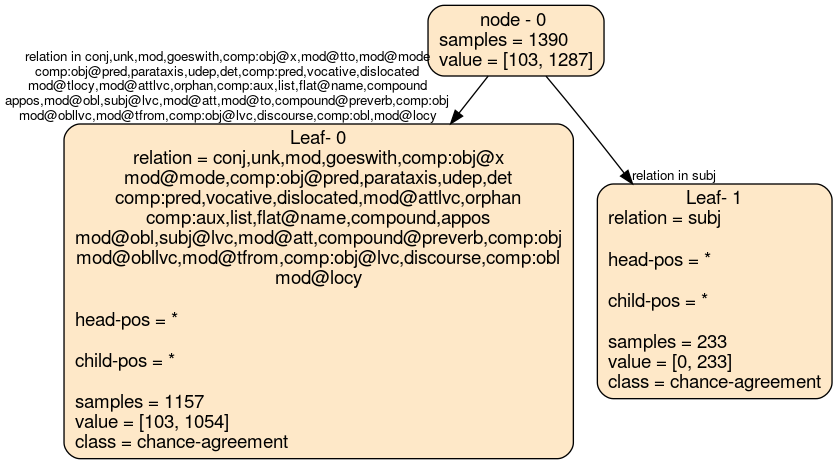 node - 0
samples = 1390
value = [103, 1287]
relation in conj,unk,mod,goeswith,comp:obj@x,mod@tto,mod@mode
comp:obj@pred,parataxis,udep,det,comp:pred,vocative,dislocated
mod@tlocy,mod@attlvc,orphan,comp:aux,list,flat@name,compound
appos,mod@obl,subj@lvc,mod@att,mod@to,compound@preverb,comp:obj
mod@obllvc,mod@tfrom,comp:obj@lvc,discourse,comp:obl,mod@locy
relation in subj
Leaf- 0
relation = conj,unk,mod,goeswith,comp:obj@x
mod@mode,comp:obj@pred,parataxis,udep,det
comp:pred,vocative,dislocated,mod@attlvc,orphan
comp:aux,list,flat@name,compound,appos
mod@obl,subj@lvc,mod@att,compound@preverb,comp:obj
mod@obllvc,mod@tfrom,comp:obj@lvc,discourse,comp:obl
mod@locy
head-pos = *
child-pos = *
samples = 1157
value = [103, 1054]
class = chance-agreement
Leaf- 1
relation = subj
head-pos = *
child-pos = *
samples = 233
value = [0, 233]
class = chance-agreement